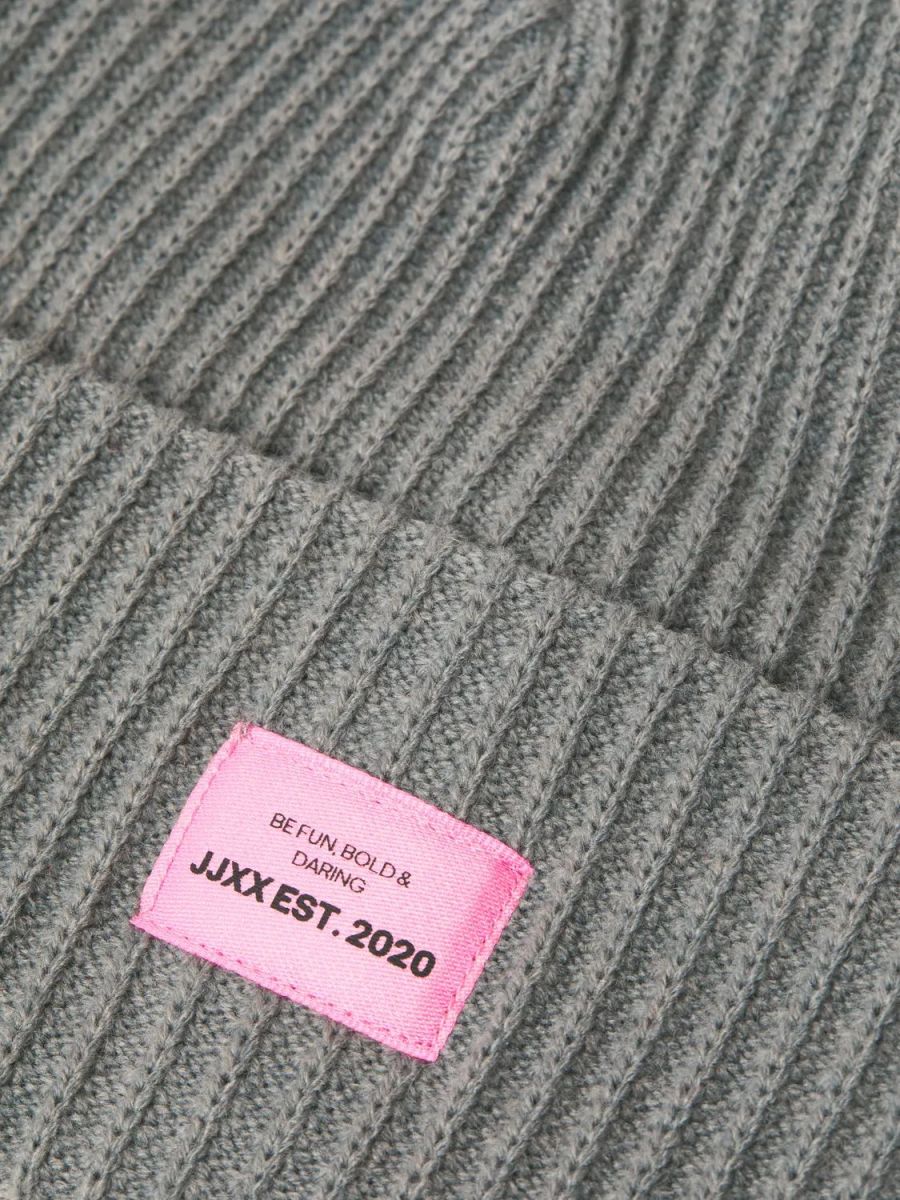 BE FUN, BOLD &
DARING
JJXX EST. 2020